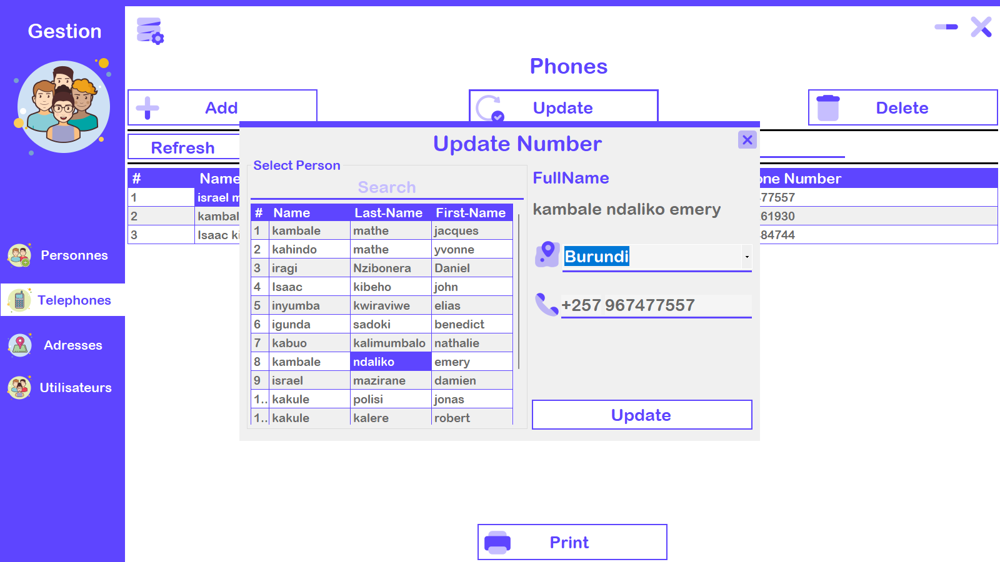 Gestion
Phones
Add
Update
Delete
Refresh
# Name
one Number
1 israel m
77557
2 kambal
61930
3 Isaac ki
84744
Personnes
Telephones
Adresses
Utilisateurs
Update Number
Select Person
Search
# Name Last-Name First-Name
1 kambale mathe jacques
2 kahindo mathe yvonne
3 iragi Nzibonera Daniel
4 Isaac kibeho john
5 inyumba kwiraviwe elias
6 igunda sadoki benedict
7 kabuo kalimumbalo nathalie
8 kambale ndaliko emery
9 israel mazirane damien
1.. kakule polisi jonas
1.. kakule kalere robert
FullName
kambale ndaliko emery
Burundi
+257 967477557
Update
Print